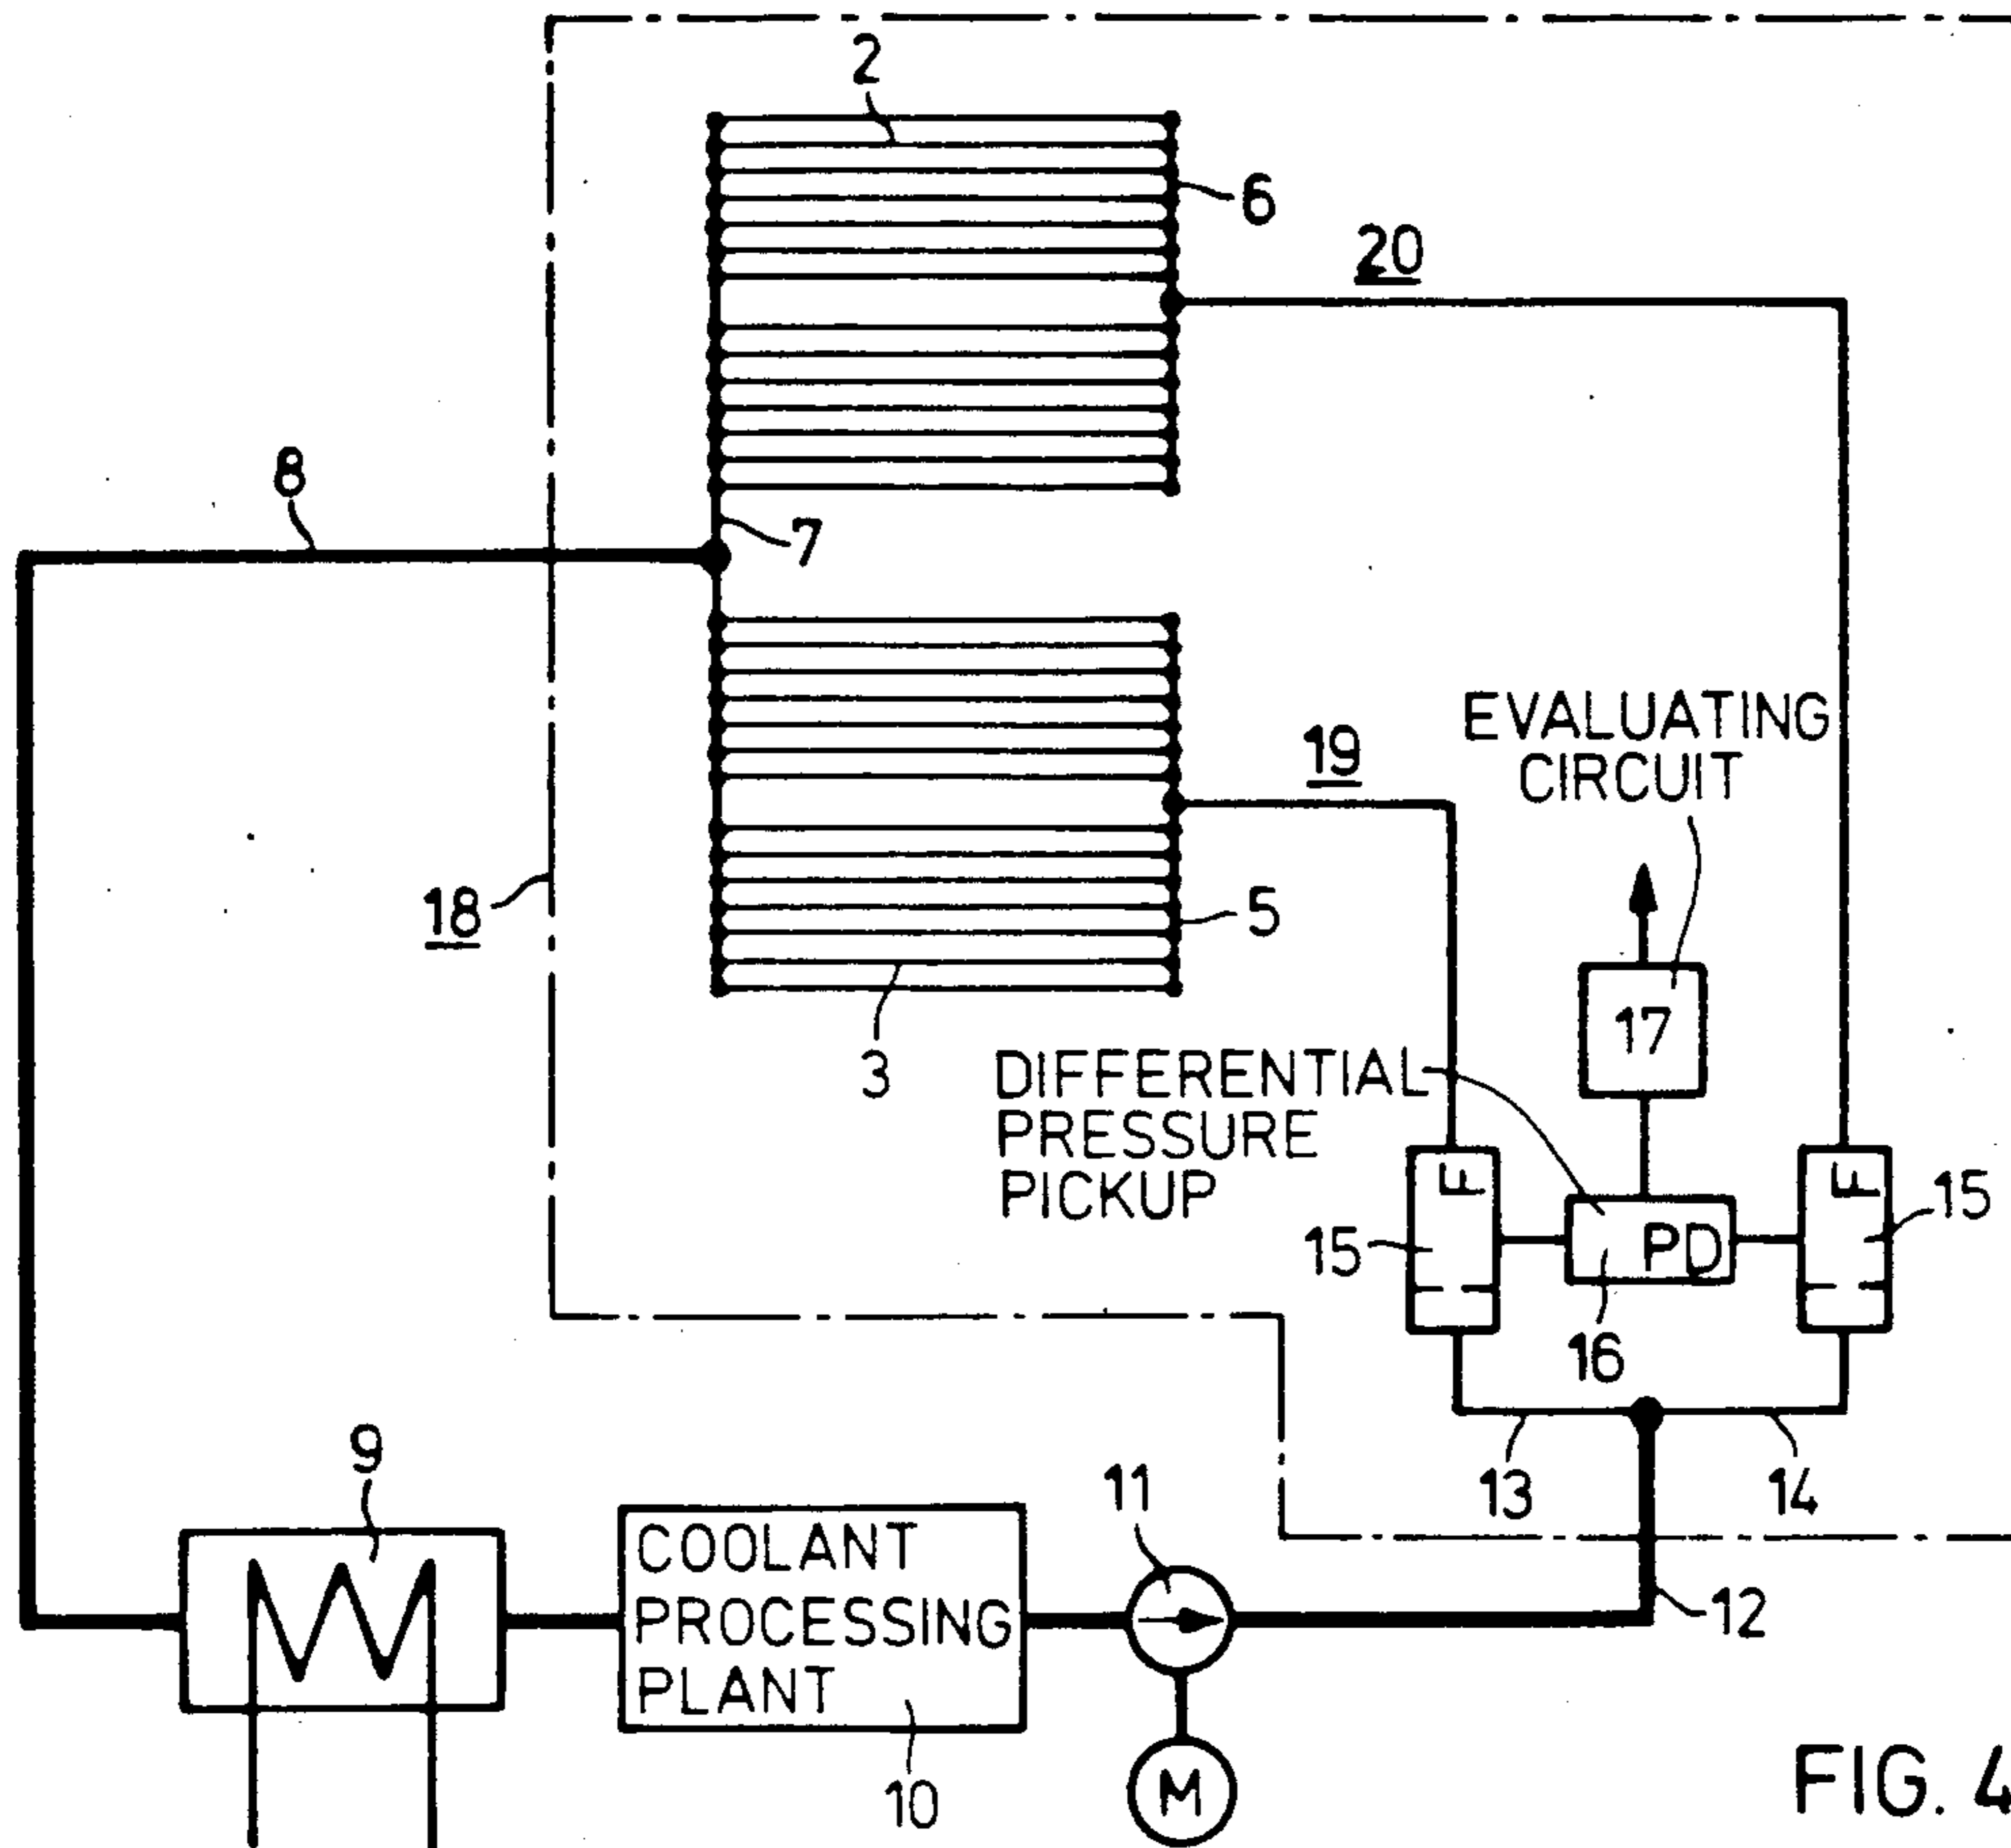 2
6
20
8
7
EVALUATING
CIRCUIT
19
18
5
17
3
DIFFERENTIAL
PRESSURE
PICKUP
F
F
15
15
PD
16
9
11
13
14
COOLANT
PROCESSING
PLANT
12
10
M
FIG. 4